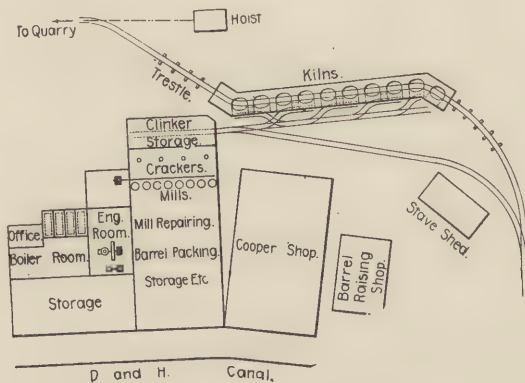 To Quarry
HOIST
Trestle.
Kilns.
Clinker
Storage.
Crackers.
Mills.
Mill Repairing.
Barrel Packing.
Storage Etc
Eng.
Room.
Office.
Boiler Room.
Storage
Cooper Shop.
Barrel
Raising
Shop.
Stave Shed.
D and H. Canal.